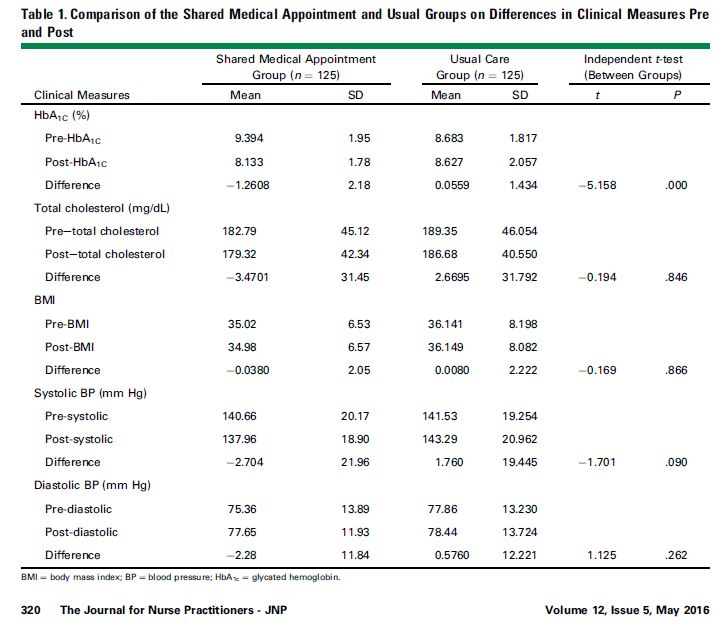 Table 1. Comparison of the Shared Medical Appointment and Usual Groups on Differences in Clinical Measures Pre
and Post
Shared Medical Appointment Usual Care Independent t-test
Group (n = 125) Group (n = 125) (Between Groups)
Clinical Measures Mean SD Mean SD t P
HbA1C (%)
Pre-HbA1C 9.394 1.95 8.683 1.817
Post-HbA1C 8.133 1.78 8.627 2.057
Difference −1.2608 2.18 0.0559 1.434 −5.158 .000
Total cholesterol (mg/dL)
Pre−total cholesterol 182.79 45.12 189.35 46.054
Post−total cholesterol 179.32 42.34 186.68 40.550
Difference −3.4701 31.45 2.6695 31.792 −0.194 .846
BMI
Pre-BMI 35.02 6.53 36.141 8.198
Post-BMI 34.98 6.57 36.149 8.082
Difference −0.0380 2.05 0.0080 2.222 −0.169 .866
Systolic BP (mm Hg)
Pre-systolic 140.66 20.17 141.53 19.254
Post-systolic 137.96 18.90 143.29 20.962
Difference −2.704 21.96 1.760 19.445 −1.701 .090
Diastolic BP (mm Hg)
Pre-diastolic 75.36 13.89 77.86 13.230
Post-diastolic 77.65 11.93 78.44 13.724
Difference −2.28 11.84 0.5760 12.221 1.125 .262
BMI = body mass index; BP = blood pressure; HbA1c = glycated hemoglobin.
320 The Journal for Nurse Practitioners - JNP Volume 12, Issue 5, May 2016